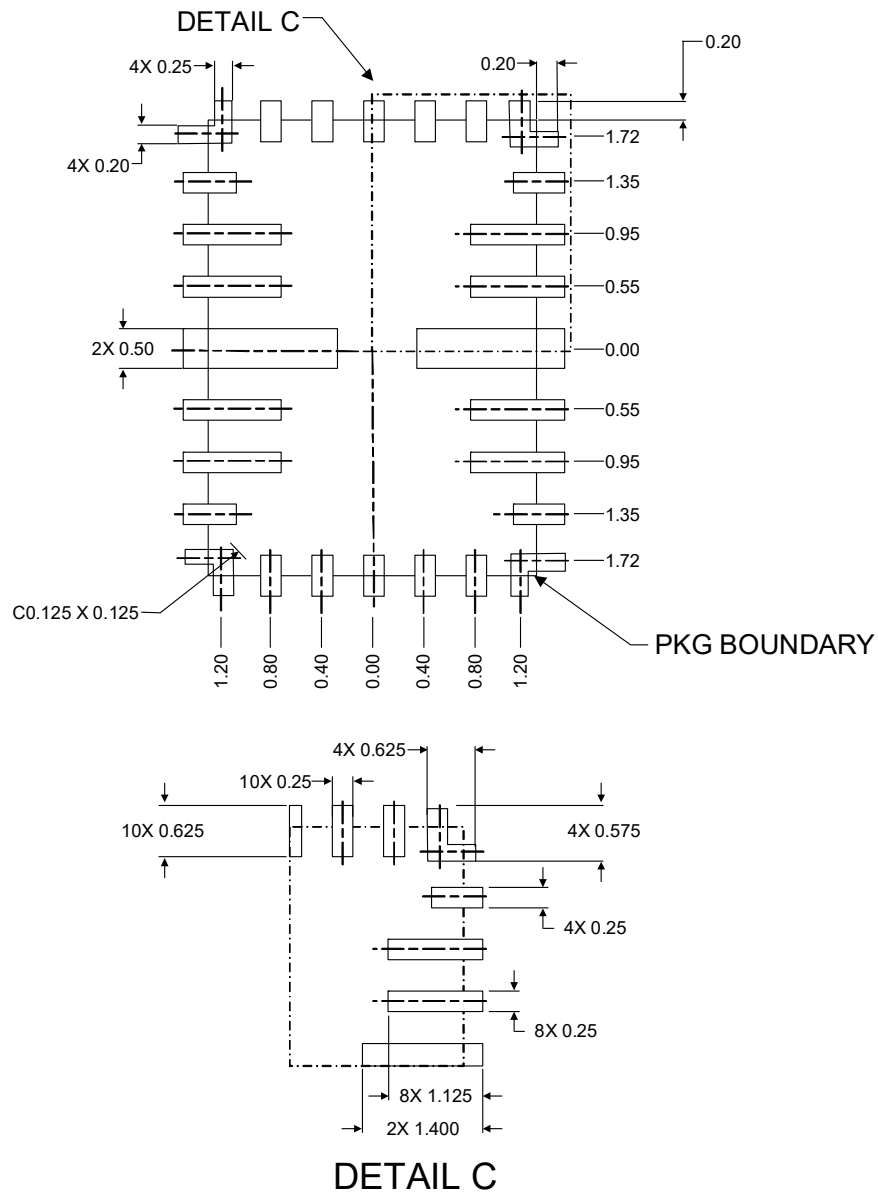 DETAIL C
0.20
4X 0.25
0.20
1.72
4X 0.20
1.35
0.95
0.55
2X 0.50
0.00
0.55
0.95
1.35
1.72
C0.125 X 0.125
PKG BOUNDARY
1.20
0.80
0.40
0.00
0.40
0.80
1.20
4X 0.625
10X 0.25
10X 0.625
4X 0.575
4X 0.25
8X 0.25
8X 1.125
2X 1.400
DETAIL C